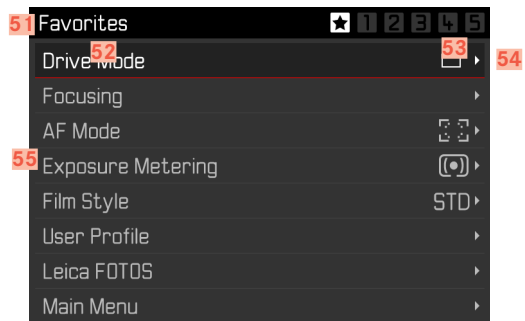 51 Favorites ★ 1 2 3 4 5
52 53
Drive Mode 54
Focusing
AF Mode
55 Exposure Metering
Film Style STD
User Profile
Leica FOTOS
Main Menu